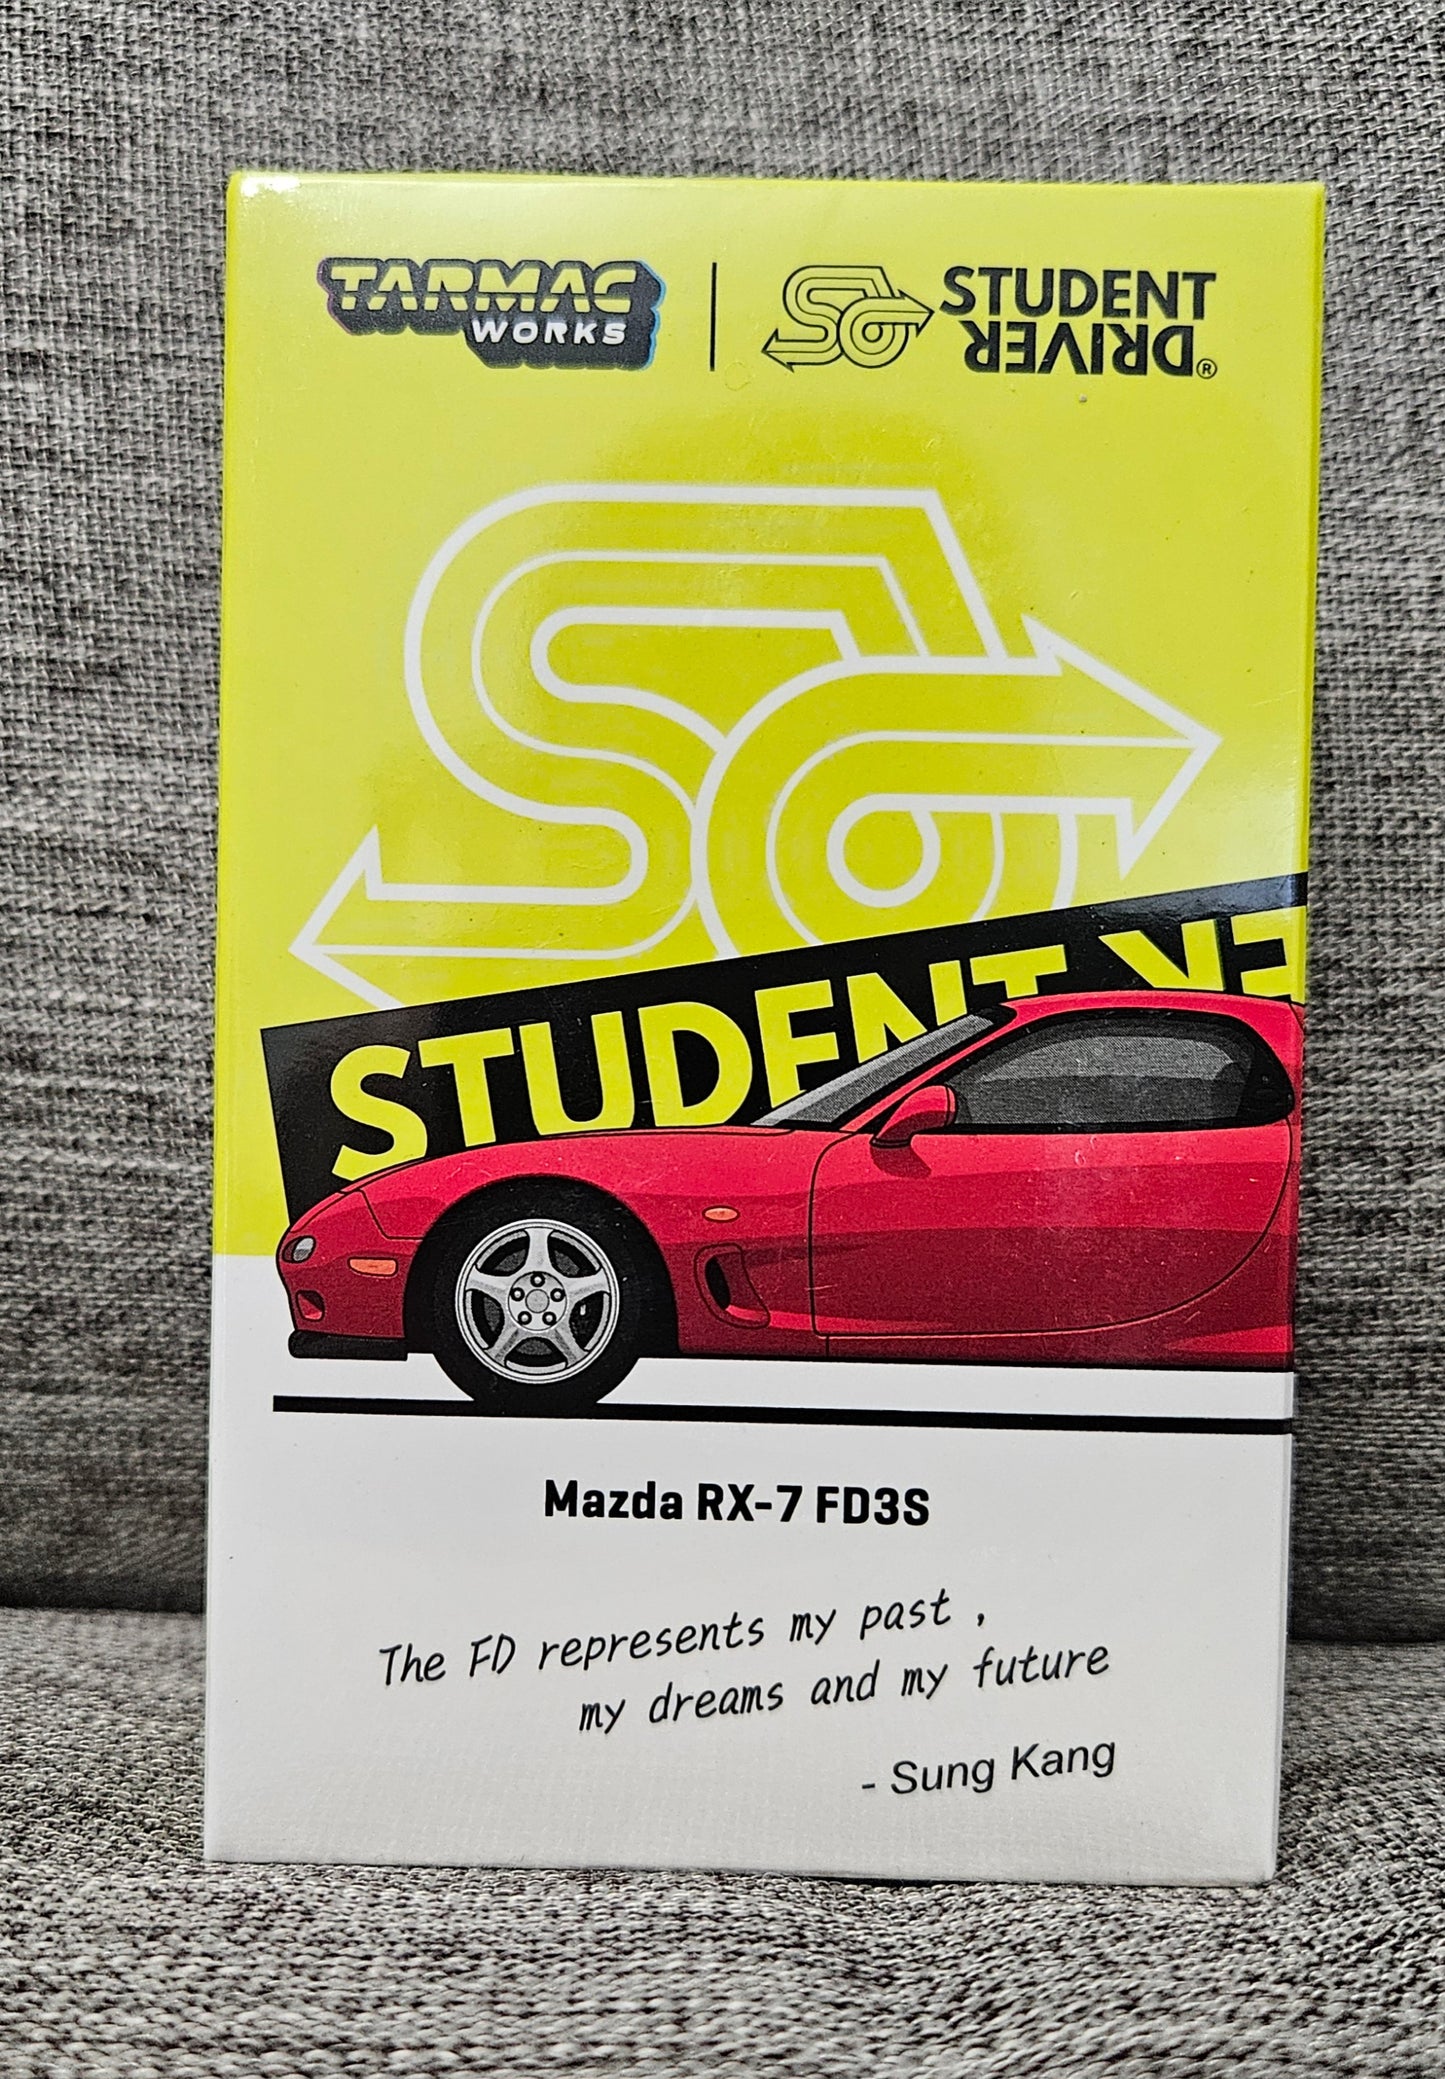 TARMAC
WORKS
STUDENT
DRIVER®
STUDENT
Mazda RX-7 FD3S
The FD represents my past ,
my dreams and my future
- Sung Kang